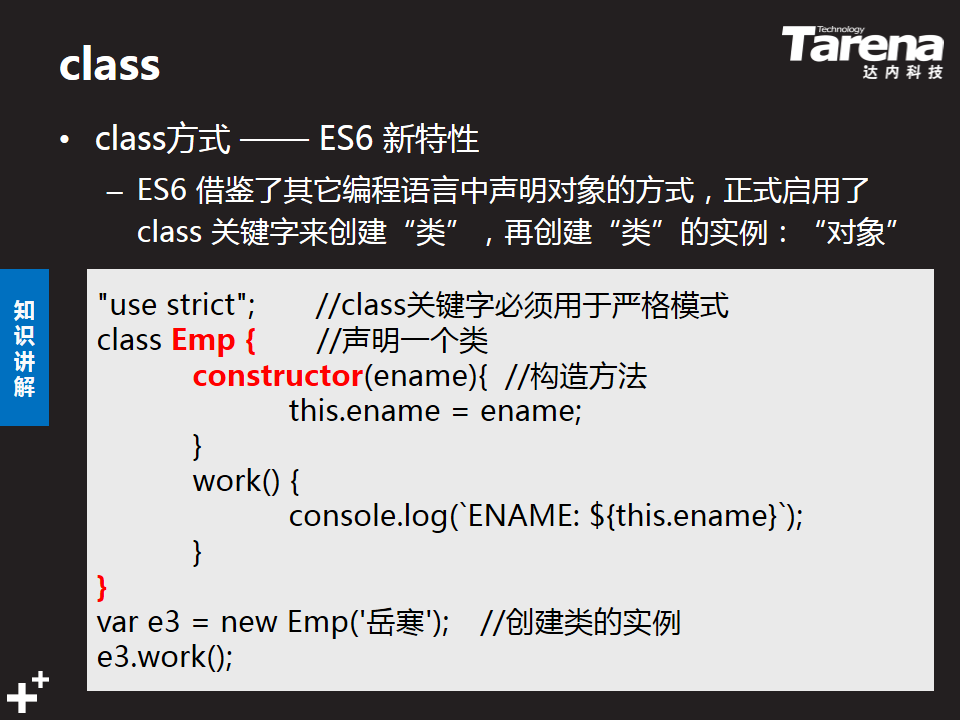 class
Technology
Tarena
达内科技
• class方式 —— ES6 新特性
– ES6 借鉴了其它编程语言中声明对象的方式，正式启用了
class 关键字来创建“类”，再创建“类”的实例：“对象”
知识讲解
"use strict"; //class关键字必须用于严格模式
class Emp { //声明一个类
constructor(ename){ //构造方法
this.ename = ename;
}
work() {
console.log(`ENAME: ${this.ename}`);
}
}
var e3 = new Emp('岳寒'); //创建类的实例
e3.work();